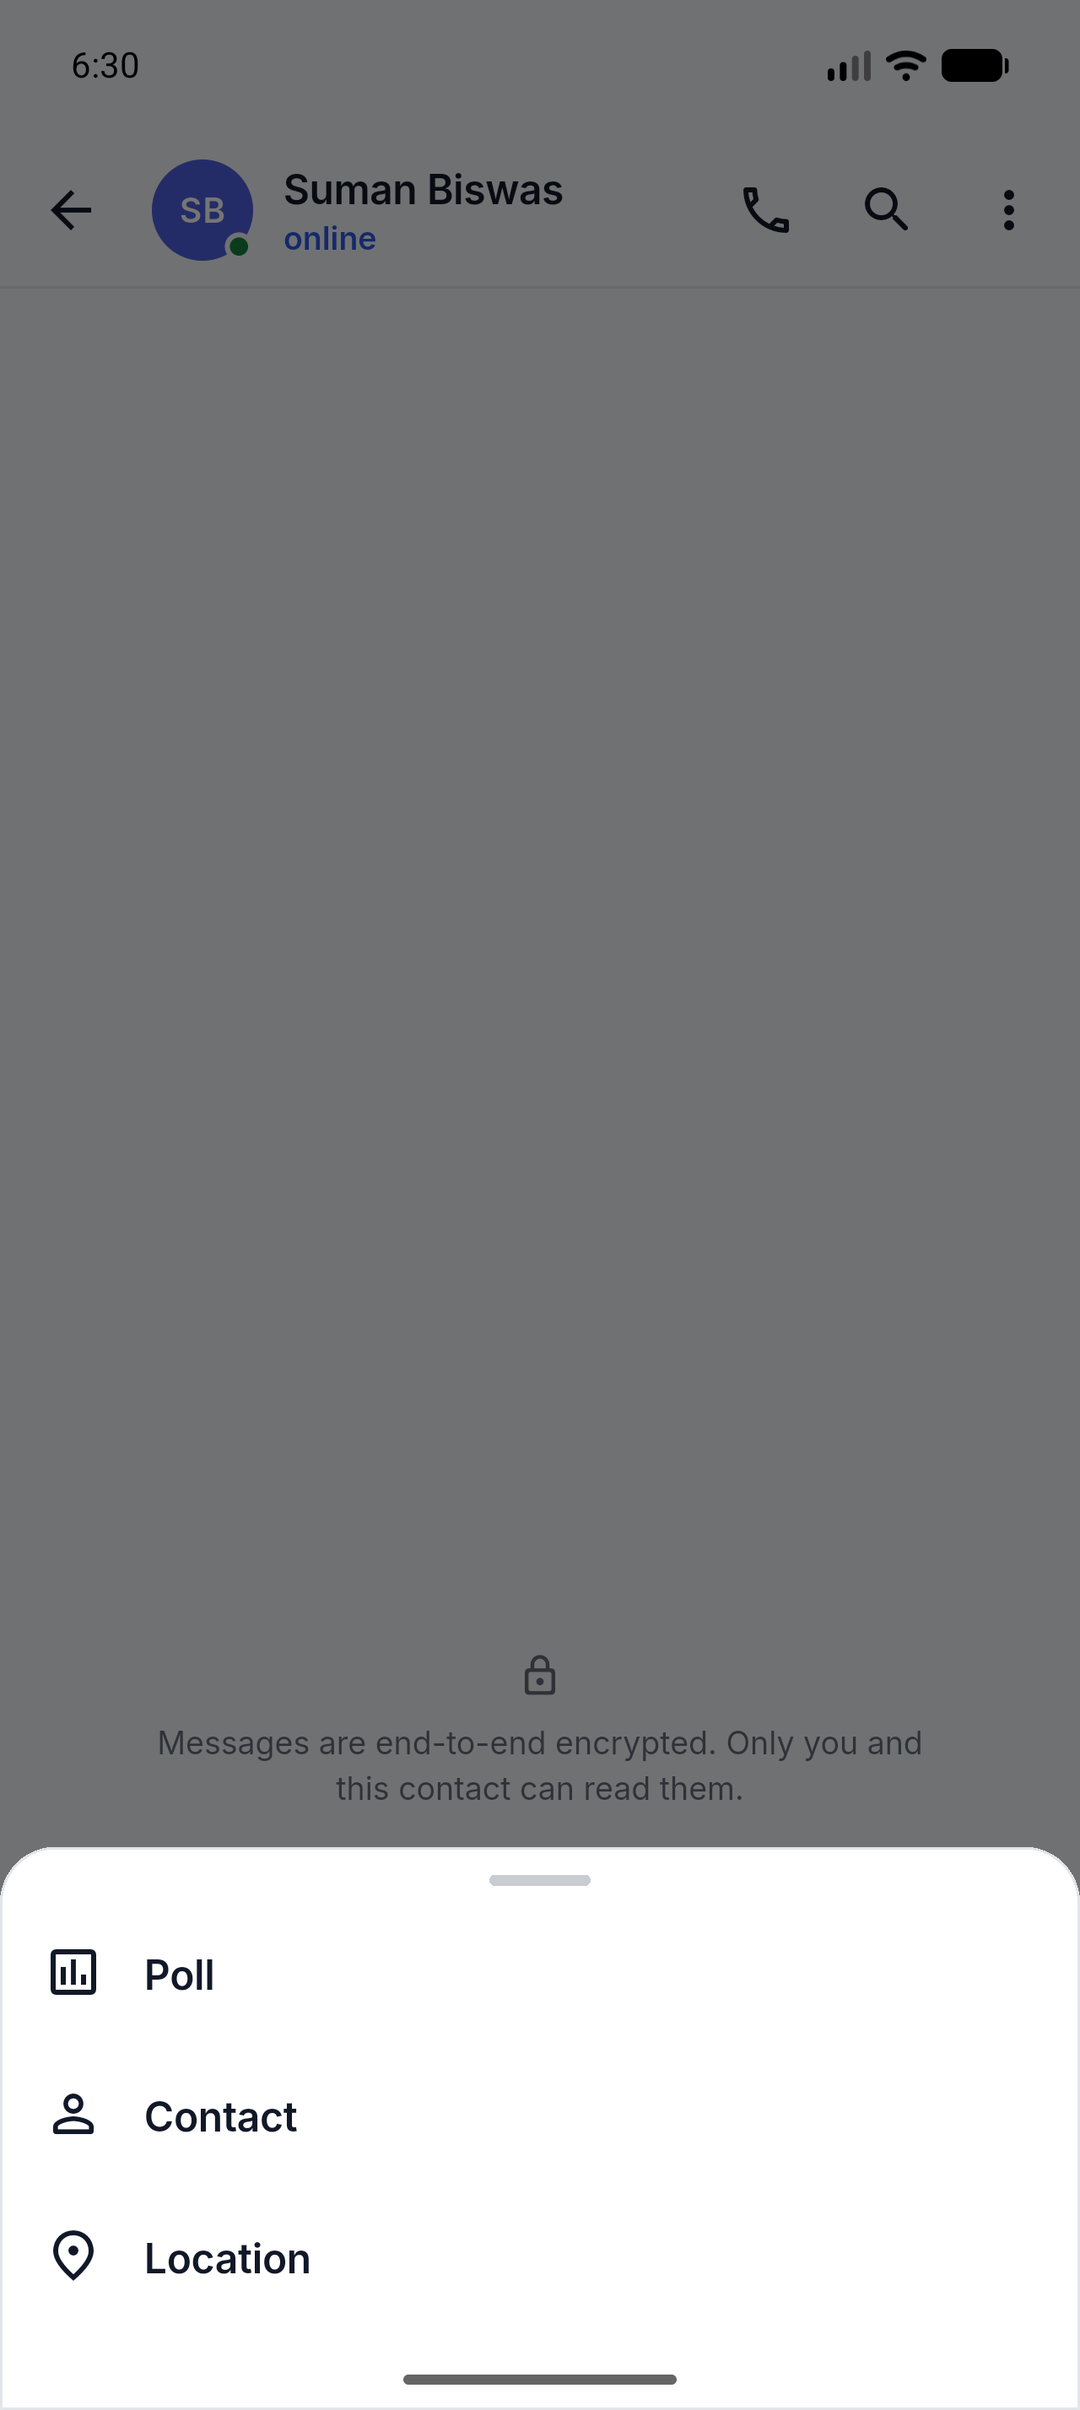 6:30
SB
Suman Biswas
online
Messages are end-to-end encrypted. Only you and
this contact can read them.
Poll
Contact
Location